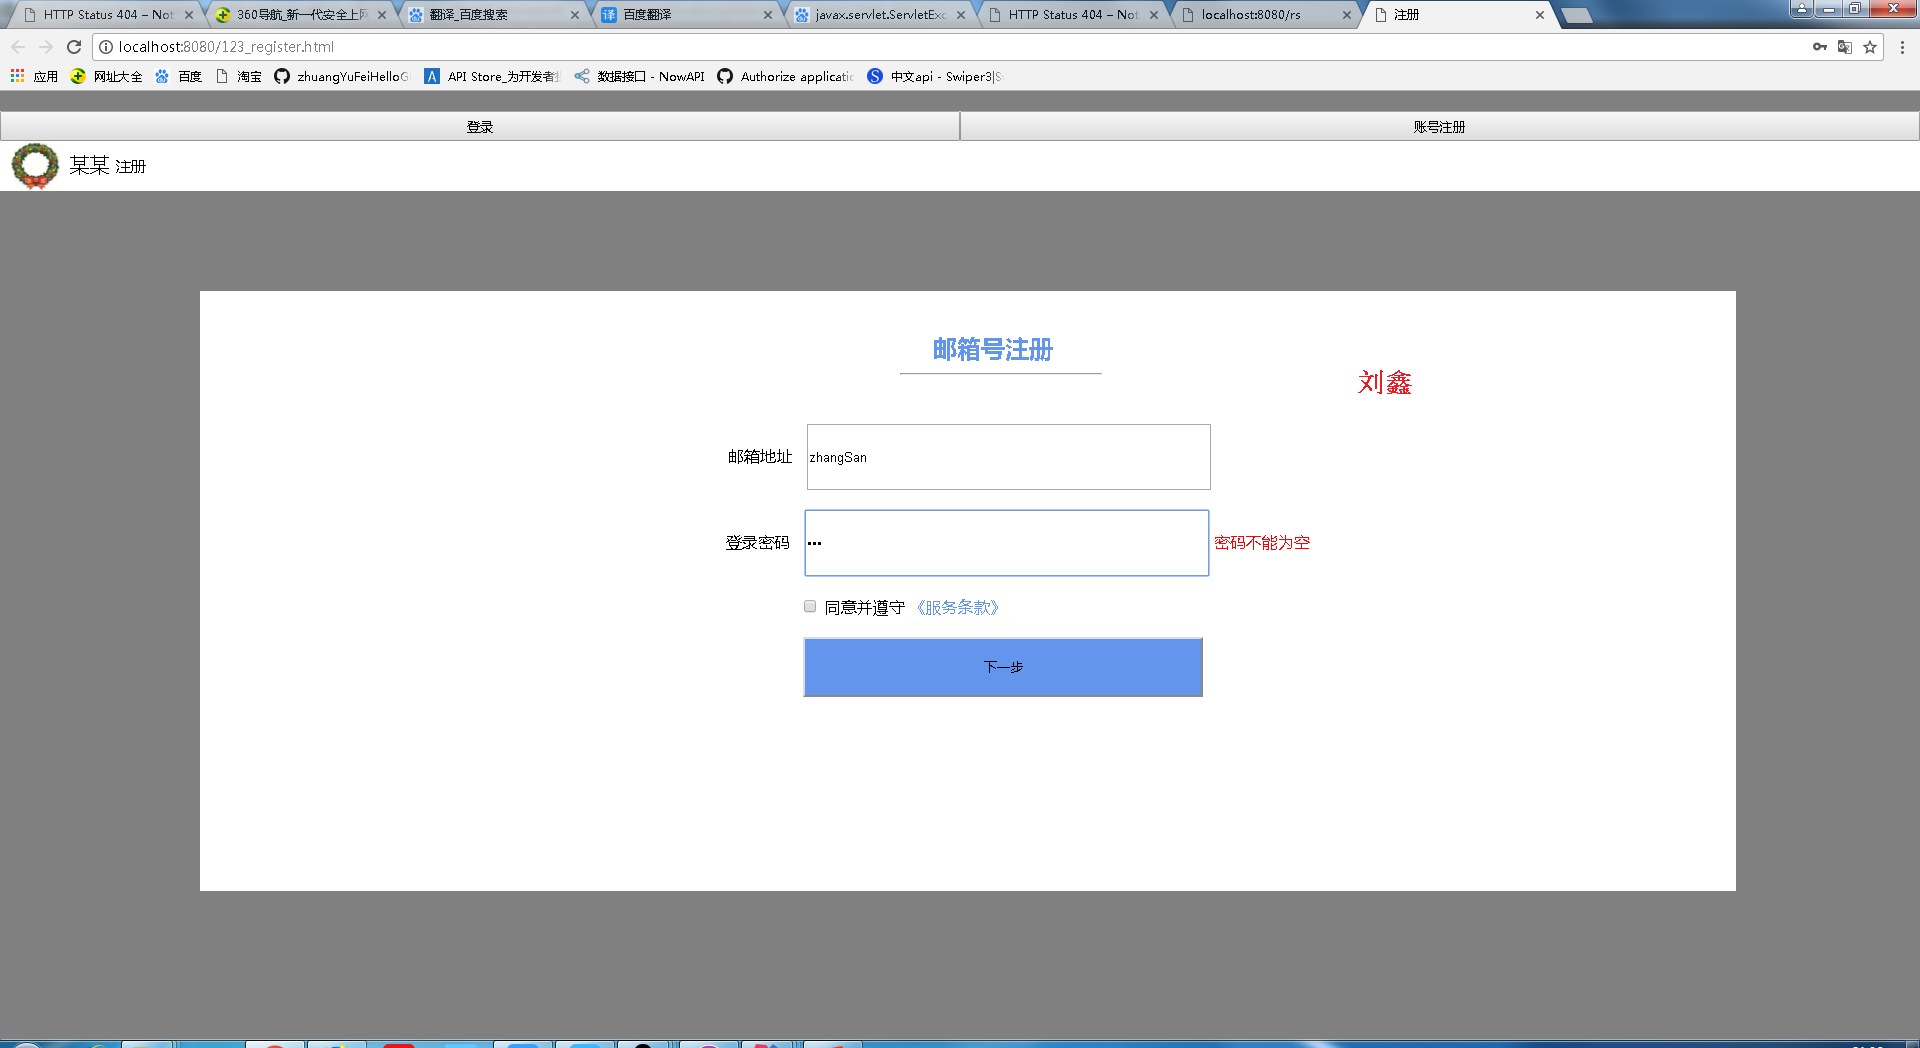 HTTP Status 404 – Not
360导航_新一代安全上网
翻译_百度搜索
百度翻译
javax.servlet.ServletExc
HTTP Status 404 – Not
localhost:8080/rs
注册
localhost:8080/123_register.html
应用
网址大全
百度
淘宝
zhuangYuFeiHelloGi
API Store_为开发者提
数据接口 - NowAPI
Authorize applicatio
中文api - Swiper3|S
登录
账号注册
某某 注册
邮箱号注册
刘鑫
邮箱地址 zhangSan
登录密码 ••• 密码不能为空
同意并遵守 《服务条款》
下一步